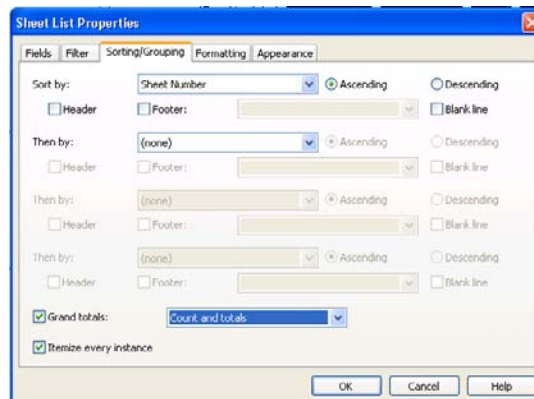 Sheet List Properties
Fields Filter Sorting/Grouping Formatting Appearance
Sort by: Sheet Number Ascending Descending
Header Footer: Blank line
Then by: (none) Ascending Descending
Header Footer: Blank line
Then by: (none) Ascending Descending
Header Footer: Blank line
Then by: (none) Ascending Descending
Header Footer: Blank line
Grand totals: Count and totals
Itemize every instance
OK Cancel Help